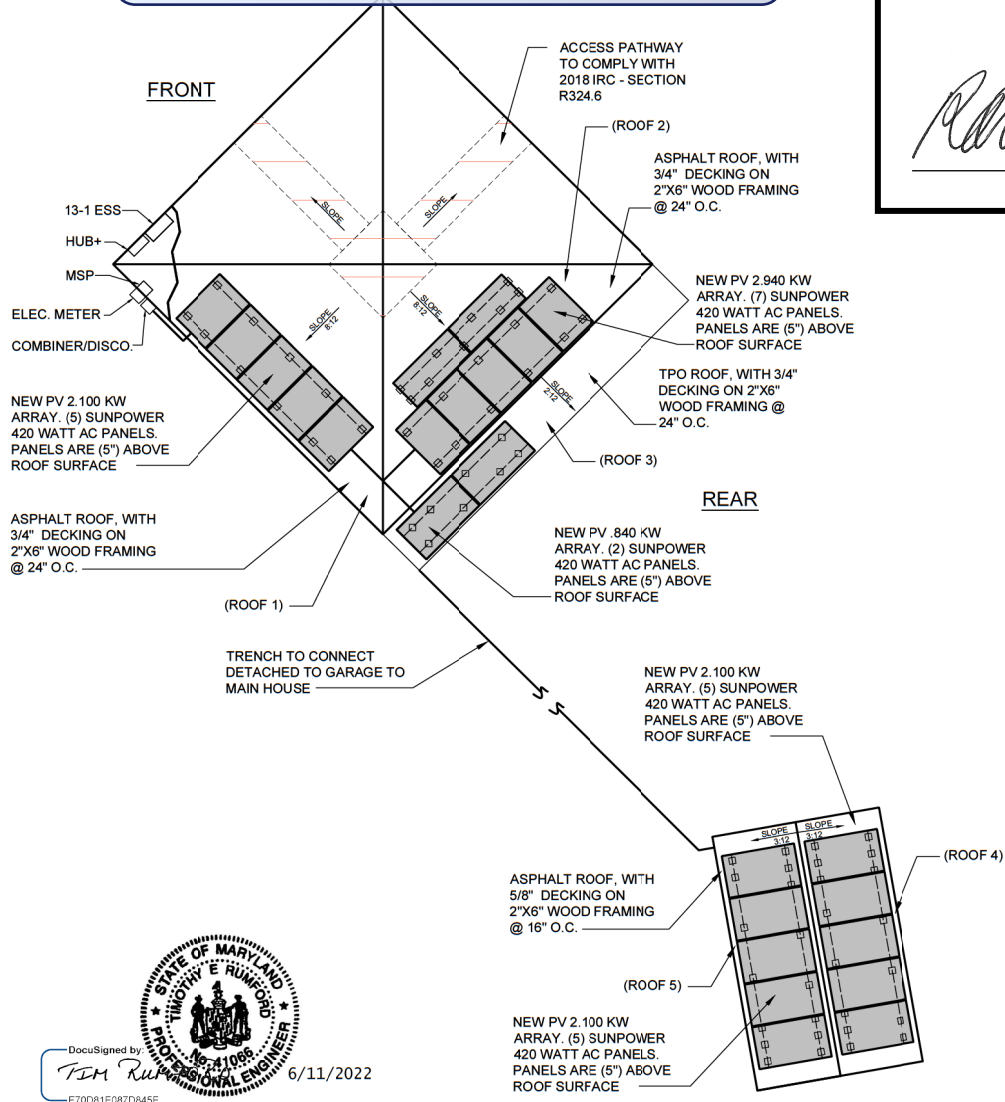 FRONT
ACCESS PATHWAY
TO COMPLY WITH
2018 IRC - SECTION
R324.6
(ROOF 2)
ASPHALT ROOF, WITH
3/4" DECKING ON
2"X6" WOOD FRAMING
@ 24" O.C.
13-1 ESS
HUB+
MSP
ELEC. METER
COMBINER/DISCO.
SLOPE
SLOPE
SLOPE
8:12
SLOPE
8:12
NEW PV 2.940 KW
ARRAY. (7) SUNPOWER
420 WATT AC PANELS.
PANELS ARE (5") ABOVE
ROOF SURFACE
SLOPE
2:12
TPO ROOF, WITH 3/4"
DECKING ON 2"X6"
WOOD FRAMING @
24" O.C.
NEW PV 2.100 KW
ARRAY. (5) SUNPOWER
420 WATT AC PANELS.
PANELS ARE (5") ABOVE
ROOF SURFACE
(ROOF 3)
REAR
ASPHALT ROOF, WITH
3/4" DECKING ON
2"X6" WOOD FRAMING
@ 24" O.C.
NEW PV .840 KW
ARRAY. (2) SUNPOWER
420 WATT AC PANELS.
PANELS ARE (5") ABOVE
ROOF SURFACE
(ROOF 1)
TRENCH TO CONNECT
DETACHED TO GARAGE TO
MAIN HOUSE
NEW PV 2.100 KW
ARRAY. (5) SUNPOWER
420 WATT AC PANELS.
PANELS ARE (5") ABOVE
ROOF SURFACE
SLOPE
3:12
SLOPE
3:12
(ROOF 4)
ASPHALT ROOF, WITH
5/8" DECKING ON
2"X6" WOOD FRAMING
@ 16" O.C.
(ROOF 5)
NEW PV 2.100 KW
ARRAY. (5) SUNPOWER
420 WATT AC PANELS.
PANELS ARE (5") ABOVE
ROOF SURFACE
STATE OF MARYLAND
TIMOTHY E RUMFORD
No. 41066
PROFESSIONAL ENGINEER
DocuSigned by:
TIM
6/11/2022
E70D81F087D845F